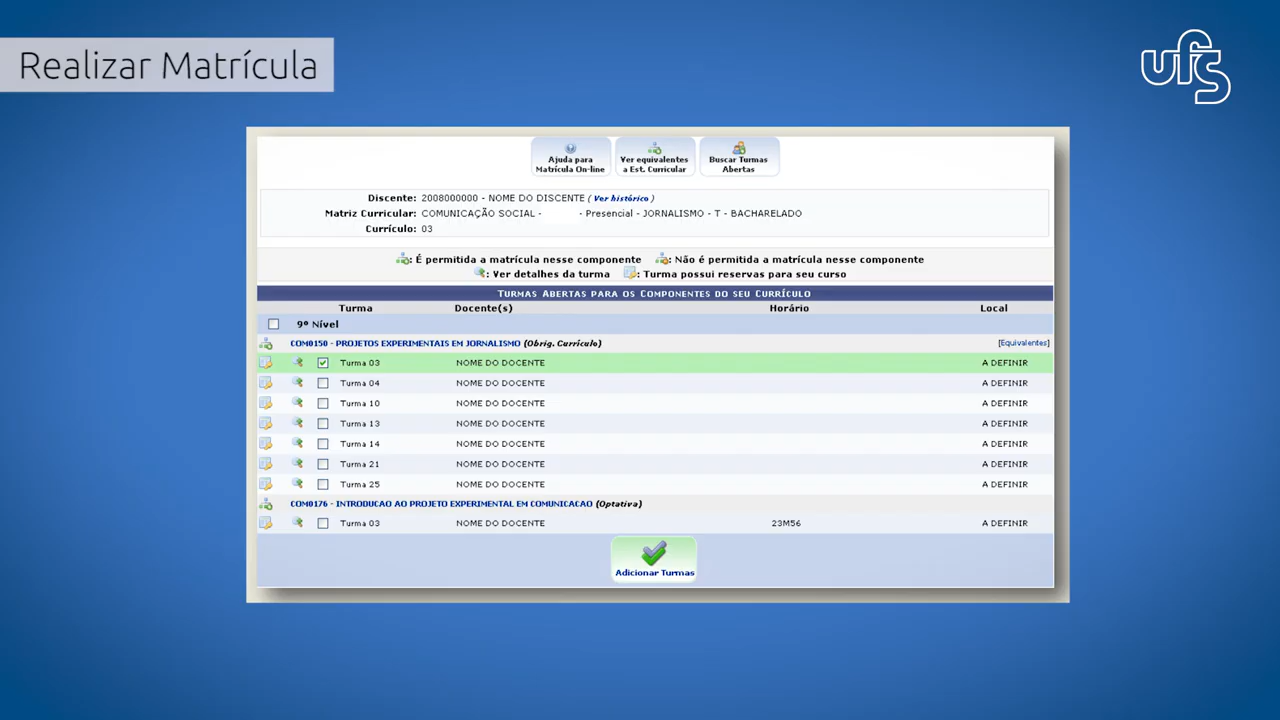 Realizar Matrícula
ufs
Ajuda para
Matrícula On-line
Ver equivalentes
a Est. Curricular
Buscar Turmas
Abertas
Discente: 2008000000 - NOME DO DISCENTE ( Ver histórico )
Matriz Curricular: COMUNICAÇÃO SOCIAL - - Presencial - JORNALISMO - T - BACHARELADO
Currículo: 03
: É permitida a matrícula nesse componente : Não é permitida a matrícula nesse componente
: Ver detalhes da turma : Turma possui reservas para seu curso
TURMAS ABERTAS PARA OS COMPONENTES DO SEU CURRÍCULO
Turma Docente(s) Horário Local
9º Nível
COM0150 - PROJETOS EXPERIMENTAIS EM JORNALISMO (Obrig. Currículo) [Equivalentes]
Turma 03 NOME DO DOCENTE A DEFINIR
Turma 04 NOME DO DOCENTE A DEFINIR
Turma 10 NOME DO DOCENTE A DEFINIR
Turma 13 NOME DO DOCENTE A DEFINIR
Turma 14 NOME DO DOCENTE A DEFINIR
Turma 21 NOME DO DOCENTE A DEFINIR
Turma 25 NOME DO DOCENTE A DEFINIR
COM0176 - INTRODUCAO AO PROJETO EXPERIMENTAL EM COMUNICACAO (Optativa)
Turma 03 NOME DO DOCENTE 23M56 A DEFINIR
Adicionar Turmas